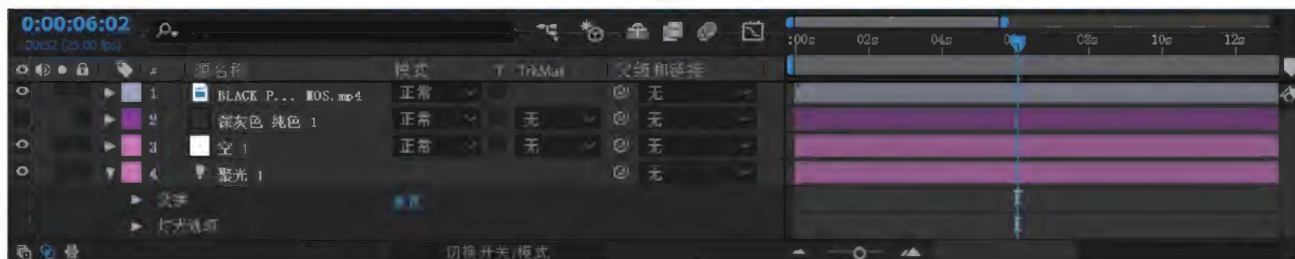 0:00:06:02
00152 (25.00 fps)
:00s 02s 04s 06s 08s 10s 12s
# 源名称 模式 T TrkMat 父级和链接
1 BLACK P... MOS.mp4 正常 无
2 深灰色 纯色 1 正常 无 无
3 空 1 正常 无 无
4 聚光 1 无
变换 重置
灯光选项
切换开关/模式